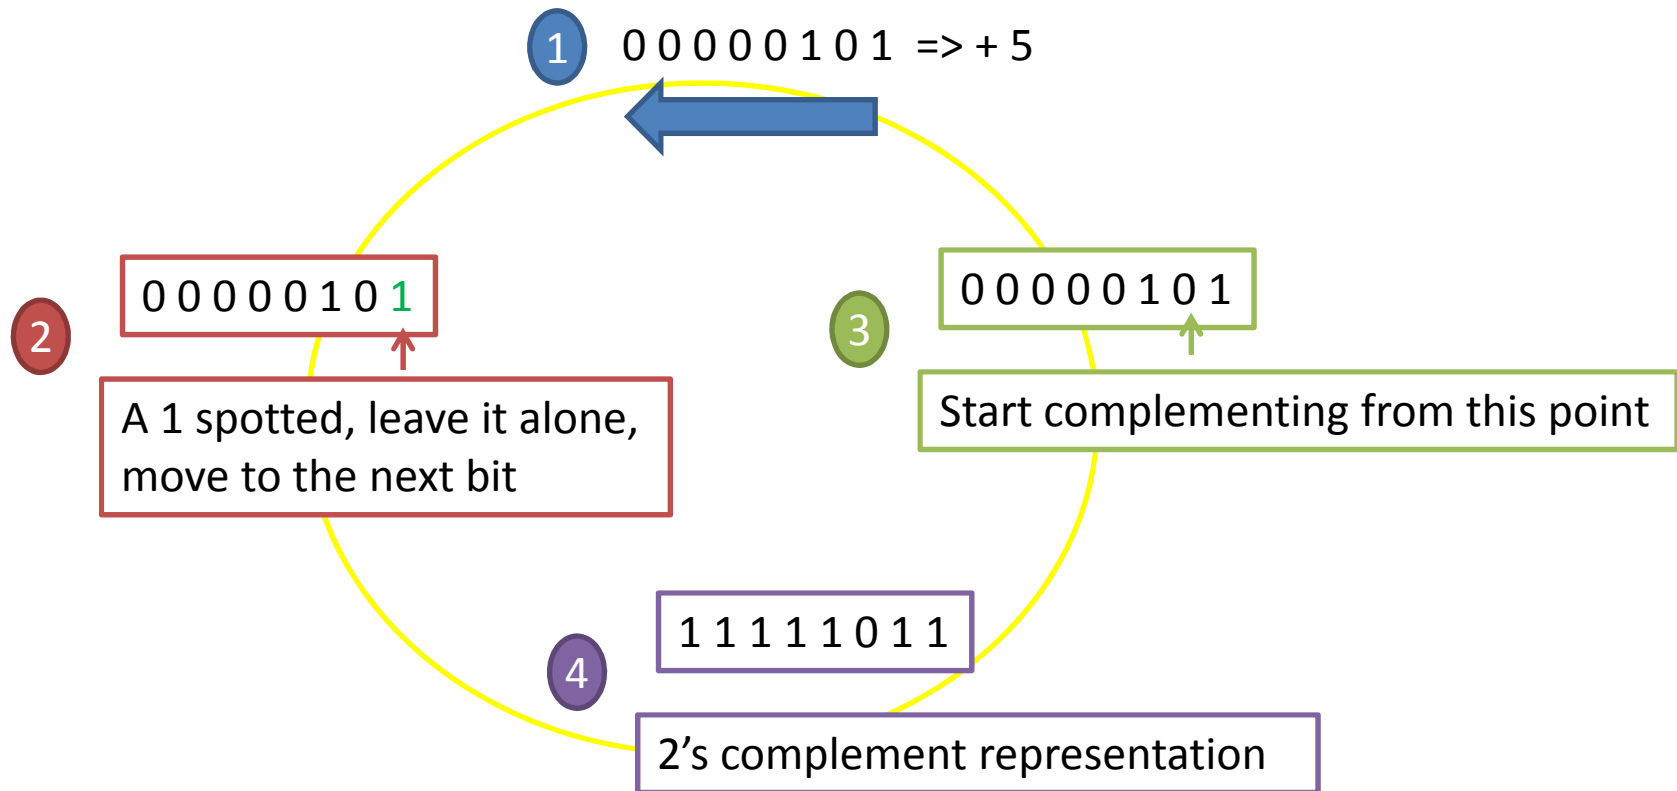 1
0 0 0 0 0 1 0 1 => + 5
2
0 0 0 0 0 1 0 1
A 1 spotted, leave it alone,
move to the next bit
3
0 0 0 0 0 1 0 1
Start complementing from this point
4
1 1 1 1 1 0 1 1
2’s complement representation